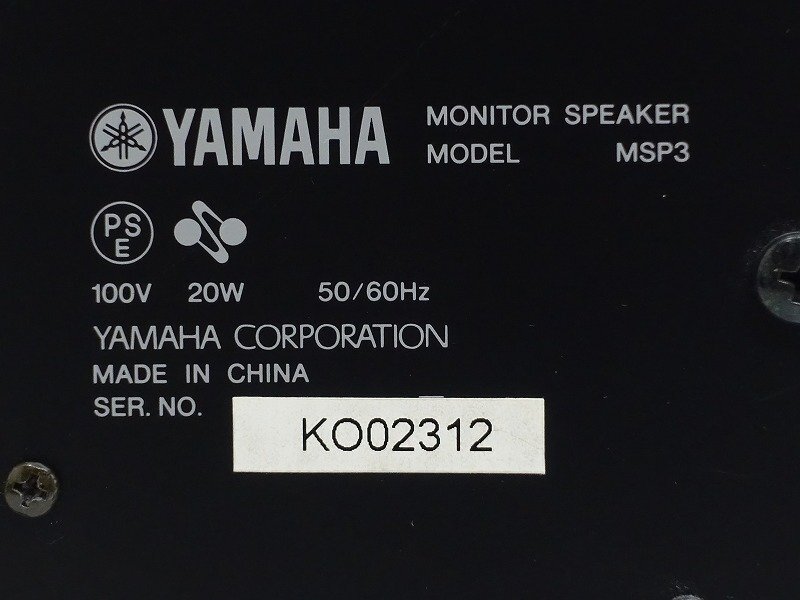 YAMAHA MONITOR SPEAKER
MODEL MSP3
PS
E
100V 20W 50/60Hz
YAMAHA CORPORATION
MADE IN CHINA
SER. NO. KO02312